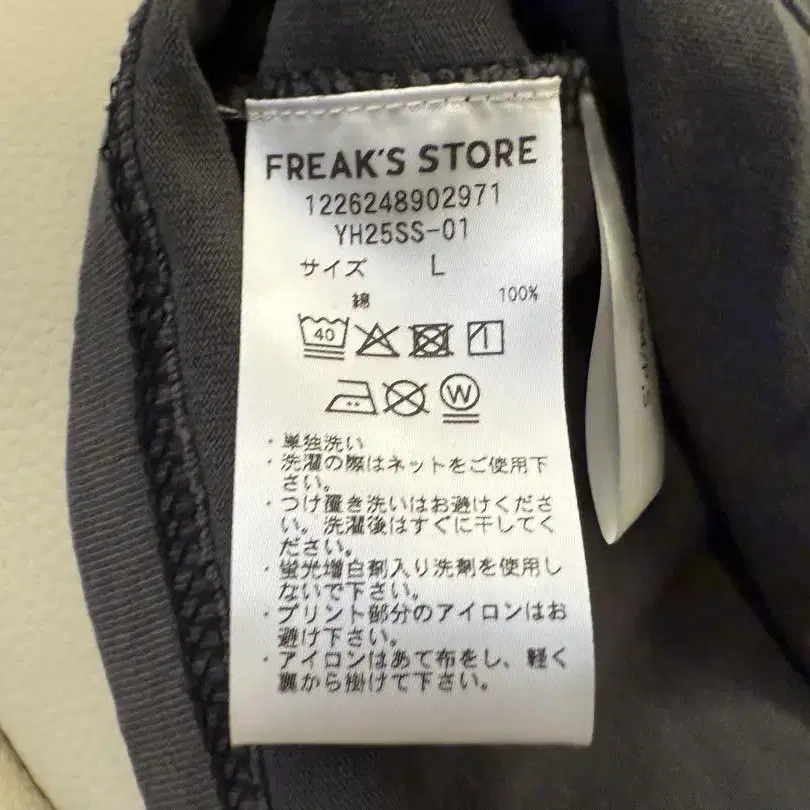 FREAK'S STORE
1226248902971
YH25SS-01
サイズ L
綿 100%
40
W
・単独洗い
・洗濯の際はネットをご使用下
さい。
・つけ置き洗いはお避けくださ
い。洗濯後はすぐに干してく
ださい。
・蛍光増白剤入り洗剤を使用し
ないで下さい。
・プリント部分のアイロンはお
避け下さい。
・アイロンはあて布をし、軽く
裏から掛けて下さい。